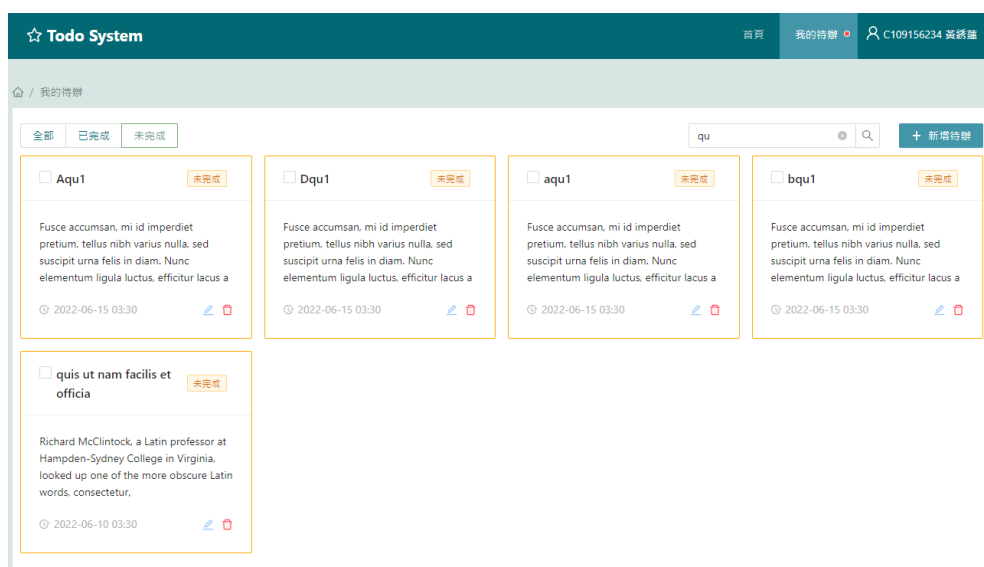 Todo System
首頁
我的待辦
C109156234 黃綉蓮
/ 我的待辦
全部
已完成
未完成
qu
+ 新增待辦
Aqu1
未完成
Fusce accumsan, mi id imperdiet
pretium, tellus nibh varius nulla, sed
suscipit urna felis in diam. Nunc
elementum ligula luctus, efficitur lacus a
2022-06-15 03:30
Dqu1
未完成
Fusce accumsan, mi id imperdiet
pretium, tellus nibh varius nulla, sed
suscipit urna felis in diam. Nunc
elementum ligula luctus, efficitur lacus a
2022-06-15 03:30
aqu1
未完成
Fusce accumsan, mi id imperdiet
pretium, tellus nibh varius nulla, sed
suscipit urna felis in diam. Nunc
elementum ligula luctus, efficitur lacus a
2022-06-15 03:30
bqu1
未完成
Fusce accumsan, mi id imperdiet
pretium, tellus nibh varius nulla, sed
suscipit urna felis in diam. Nunc
elementum ligula luctus, efficitur lacus a
2022-06-15 03:30
quis ut nam facilis et
officia
未完成
Richard McClintock, a Latin professor at
Hampden-Sydney College in Virginia,
looked up one of the more obscure Latin
words, consectetur,
2022-06-10 03:30